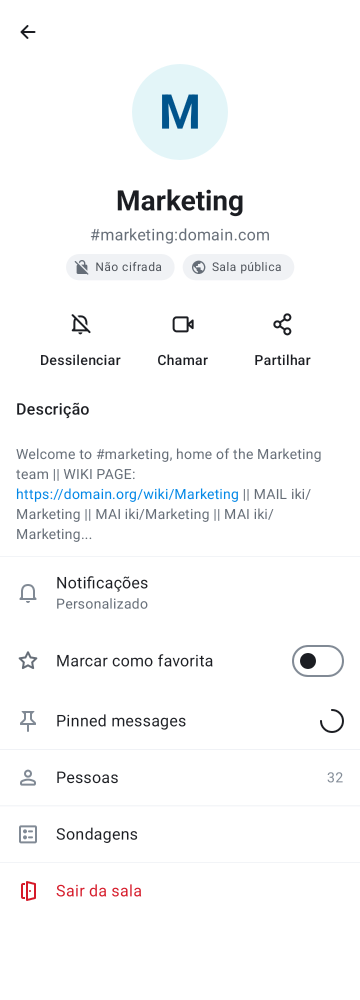 M
Marketing
#marketing:domain.com
Não cifrada
Sala pública
Dessilenciar
Chamar
Partilhar
Descrição
Welcome to #marketing, home of the Marketing
team || WIKI PAGE:
https://domain.org/wiki/Marketing || MAIL iki/
Marketing || MAI iki/Marketing || MAI iki/
Marketing...
Notificações
Personalizado
Marcar como favorita
Pinned messages
Pessoas
32
Sondagens
Sair da sala